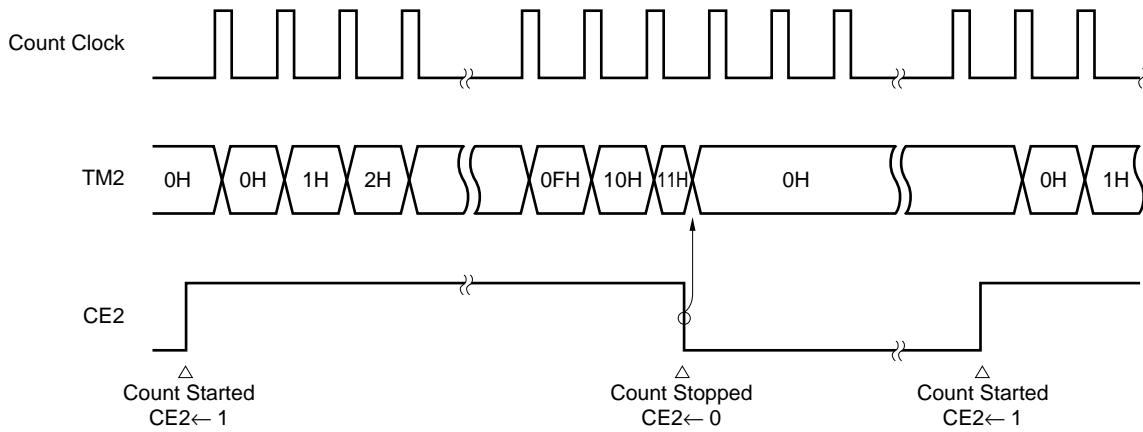 Count Clock
TM2
0H 0H 1H 2H 0FH 10H 11H 0H 0H 1H
CE2
Count Started
CE2← 1
Count Stopped
CE2← 0
Count Started
CE2← 1